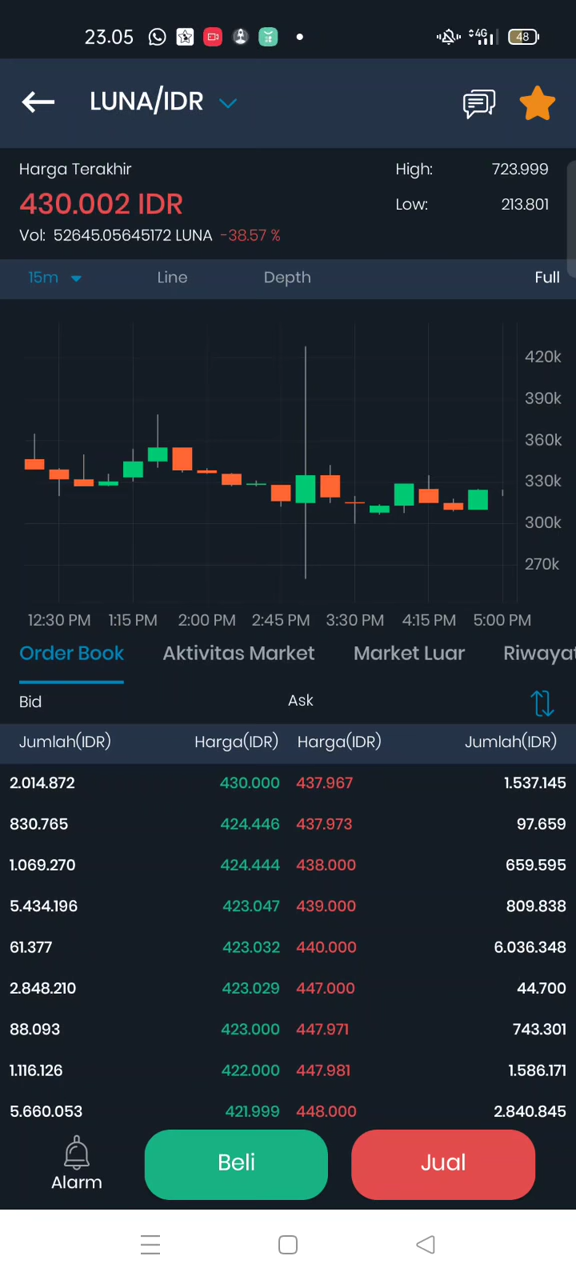 23.05
4G
48
LUNA/IDR
Harga Terakhir
High: 723.999
430.002 IDR
Low: 213.801
Vol: 52645.05645172 LUNA -38.57 %
15m Line Depth Full
420k
390k
360k
330k
300k
270k
12:30 PM 1:15 PM 2:00 PM 2:45 PM 3:30 PM 4:15 PM 5:00 PM
Order Book Aktivitas Market Market Luar Riwayat
Bid Ask
Jumlah(IDR) Harga(IDR) Harga(IDR) Jumlah(IDR)
2.014.872 430.000 437.967 1.537.145
830.765 424.446 437.973 97.659
1.069.270 424.444 438.000 659.595
5.434.196 423.047 439.000 809.838
61.377 423.032 440.000 6.036.348
2.848.210 423.029 447.000 44.700
88.093 423.000 447.971 743.301
1.116.126 422.000 447.981 1.586.171
5.660.053 421.999 448.000 2.840.845
Alarm
Beli
Jual